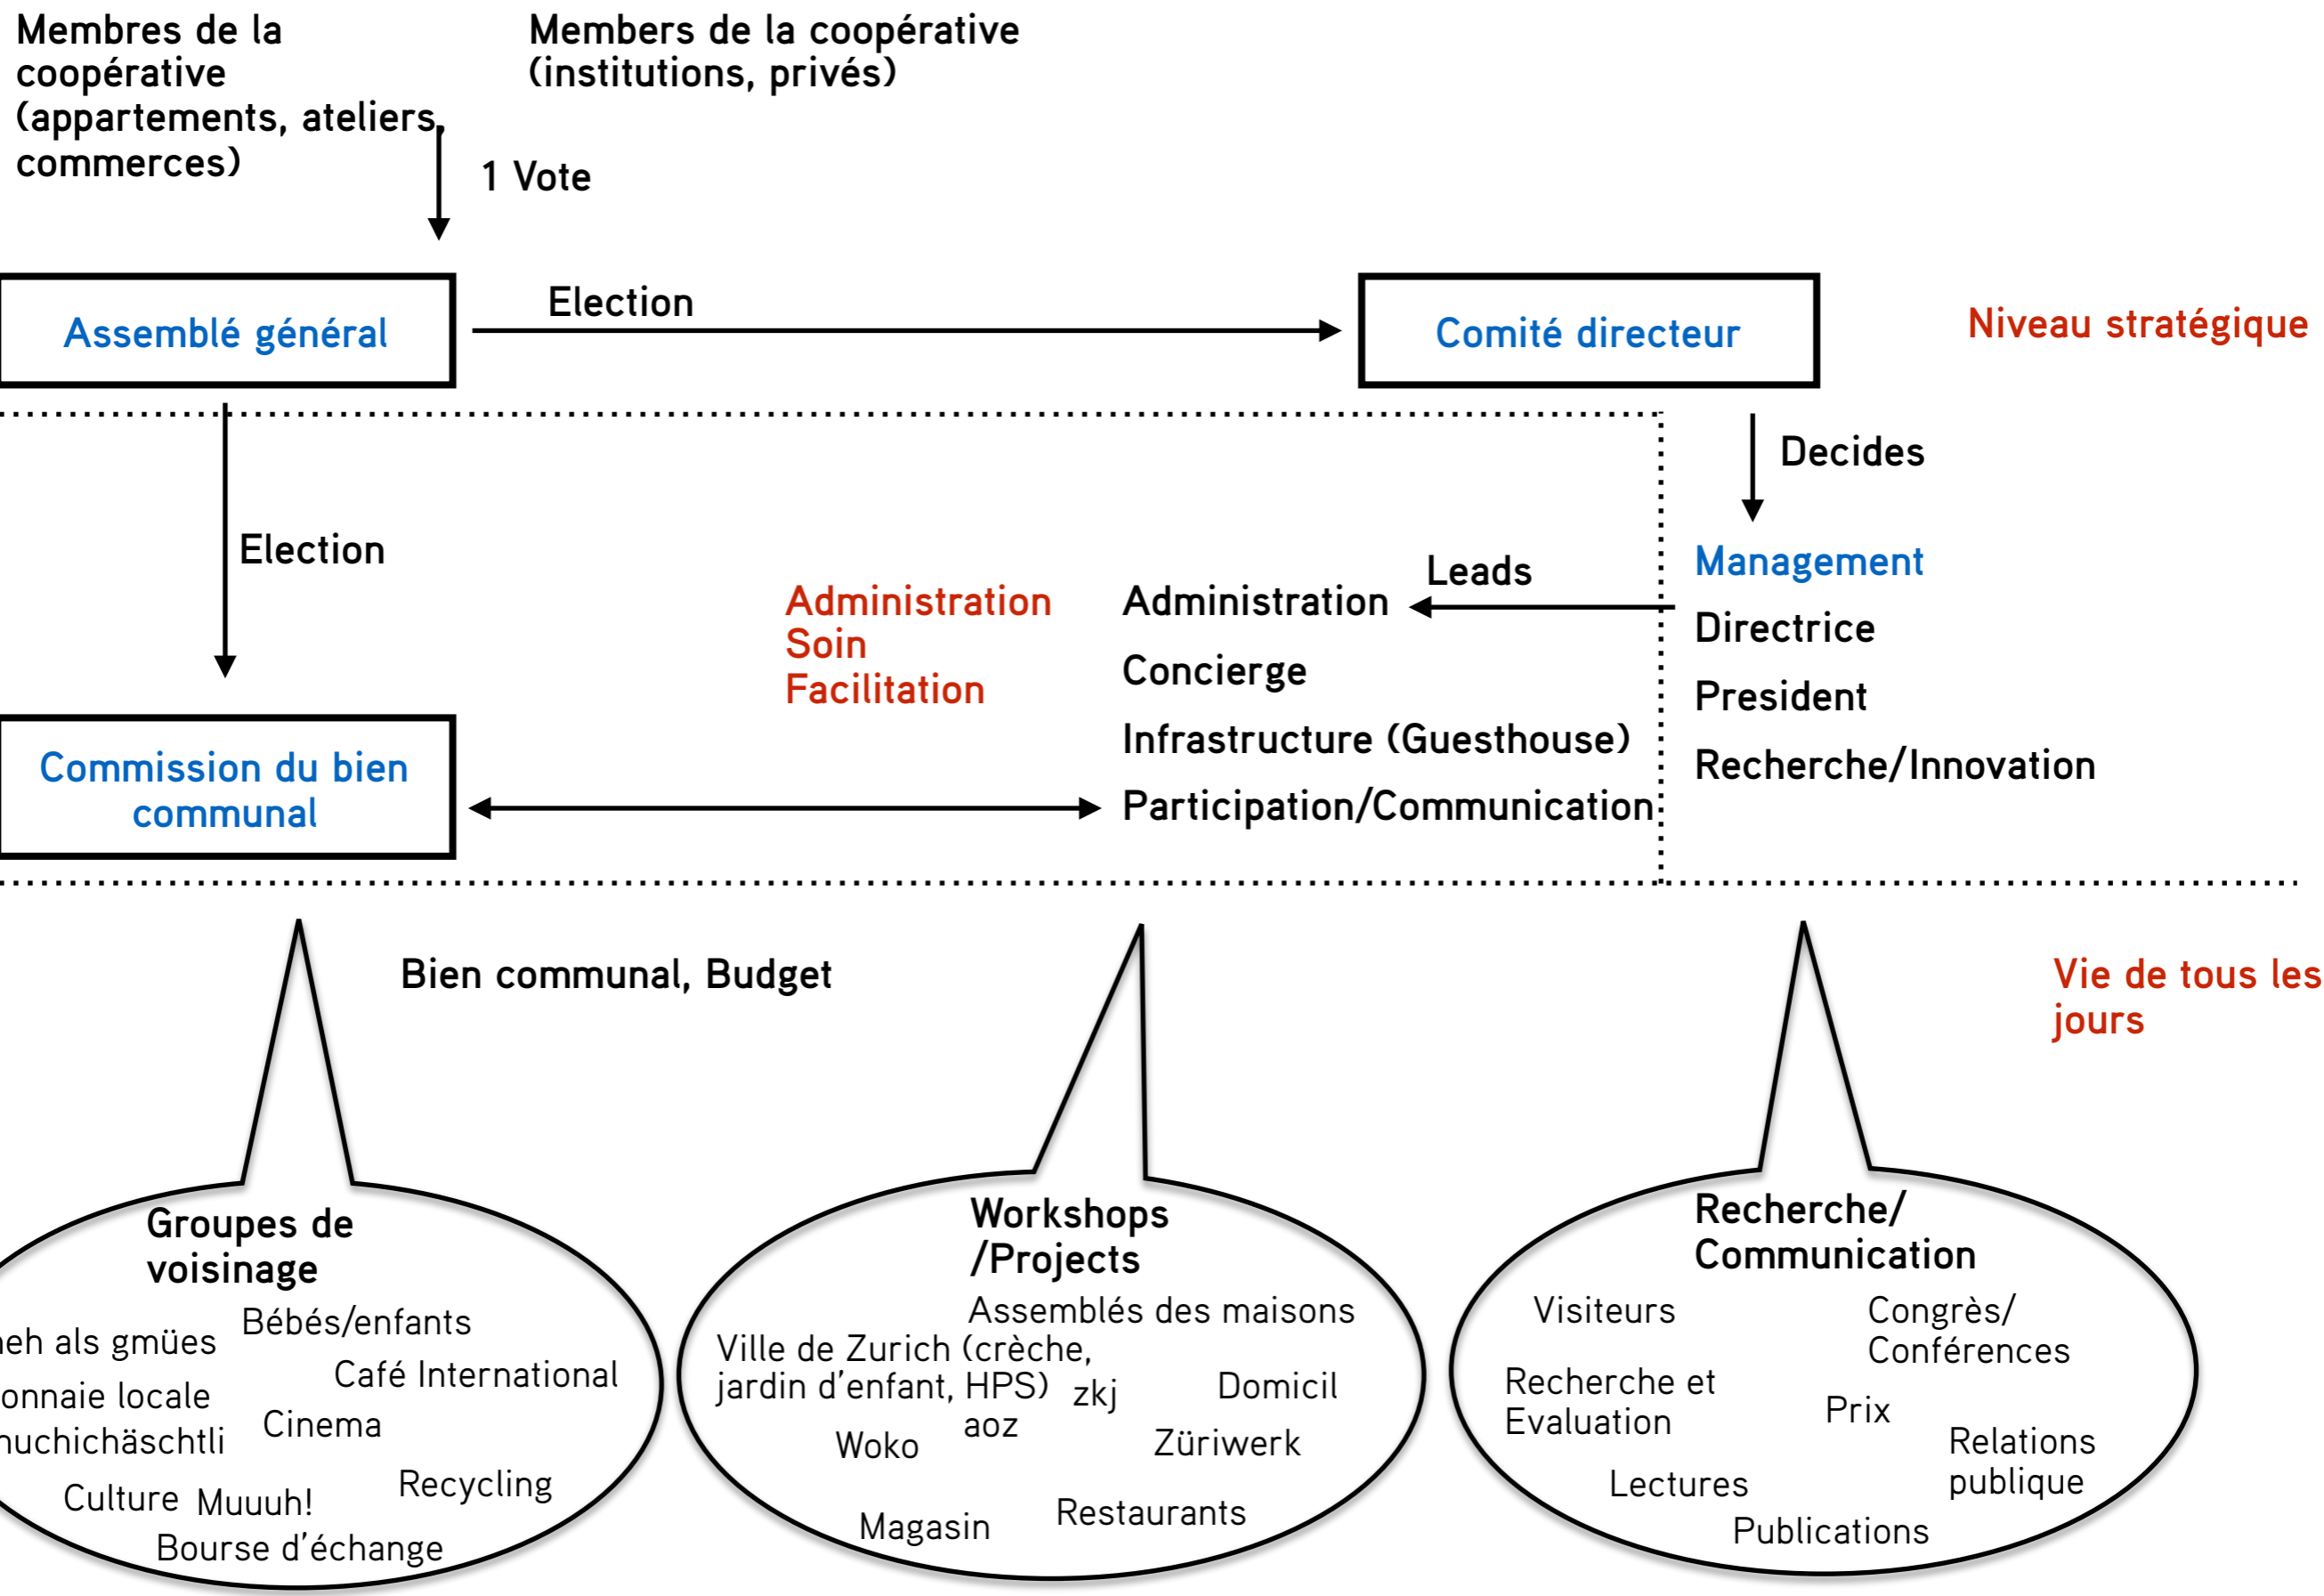 Membres de la
coopérative
(appartements, ateliers,
commerces)
Members de la coopérative
(institutions, privés)
1 Vote
Assemblé général
Election
Comité directeur
Niveau stratégique
Decides
Election
Leads
Management
Directrice
President
Recherche/Innovation
Administration
Soin
Facilitation
Administration
Concierge
Infrastructure (Guesthouse)
Participation/Communication
Commission du bien
communal
Bien communal, Budget
Vie de tous les
jours
Groupes de
voisinage
Bébés/enfants
als gmües
Café International
locale
Cinema
Culture
Muuuh!
Recycling
Bourse d'échange
Workshops
/Projects
Assemblés des maisons
Ville de Zurich (crèche,
jardin d'enfant, HPS)
zkj
Domicil
aoz
Woko
Züriwerk
Magasin
Restaurants
Recherche/
Communication
Visiteurs
Congrès/
Conférences
Recherche et
Evaluation
Prix
Relations
publique
Lectures
Publications